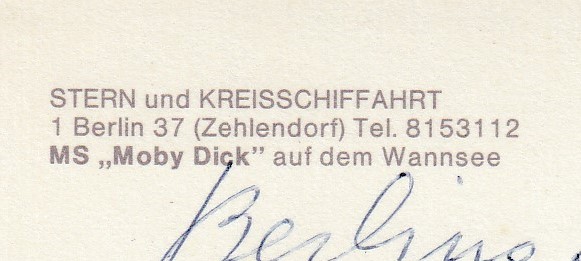 STERN und KREISSCHIFFAHRT
1 Berlin 37 (Zehlendorf) Tel. 8153112
MS „Moby Dick" auf dem Wannsee